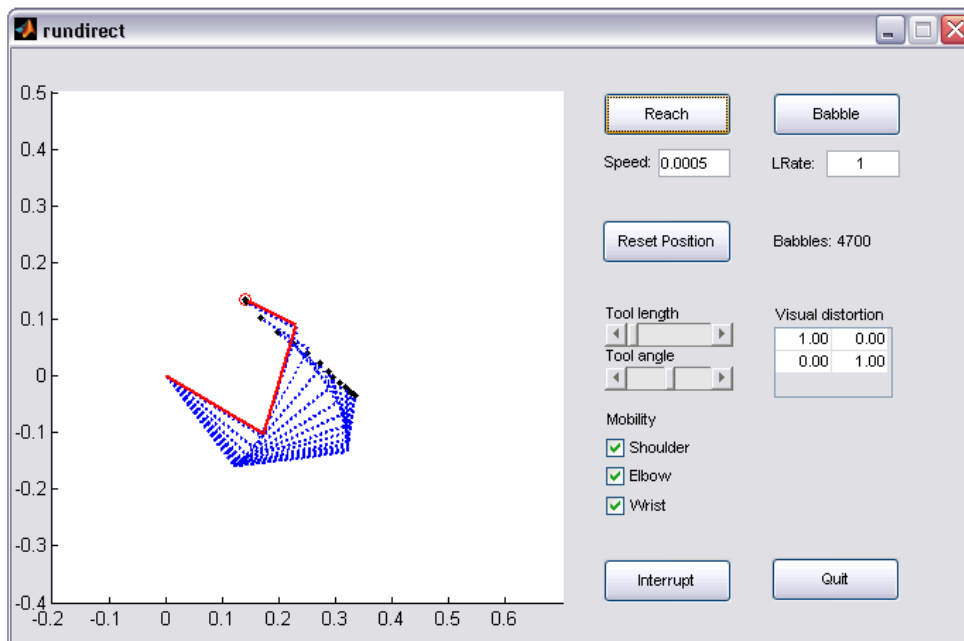 rundirect
0.5
0.4
0.3
0.2
0.1
0
-0.1
-0.2
-0.3
-0.4
-0.2 -0.1 0 0.1 0.2 0.3 0.4 0.5 0.6
Reach Babble
Speed: 0.0005 LRate: 1
Reset Position Babbles: 4700
Tool length Visual distortion
1.00 0.00
Tool angle
0.00 1.00
Mobility
Shoulder
Elbow
Wrist
Interrupt Quit